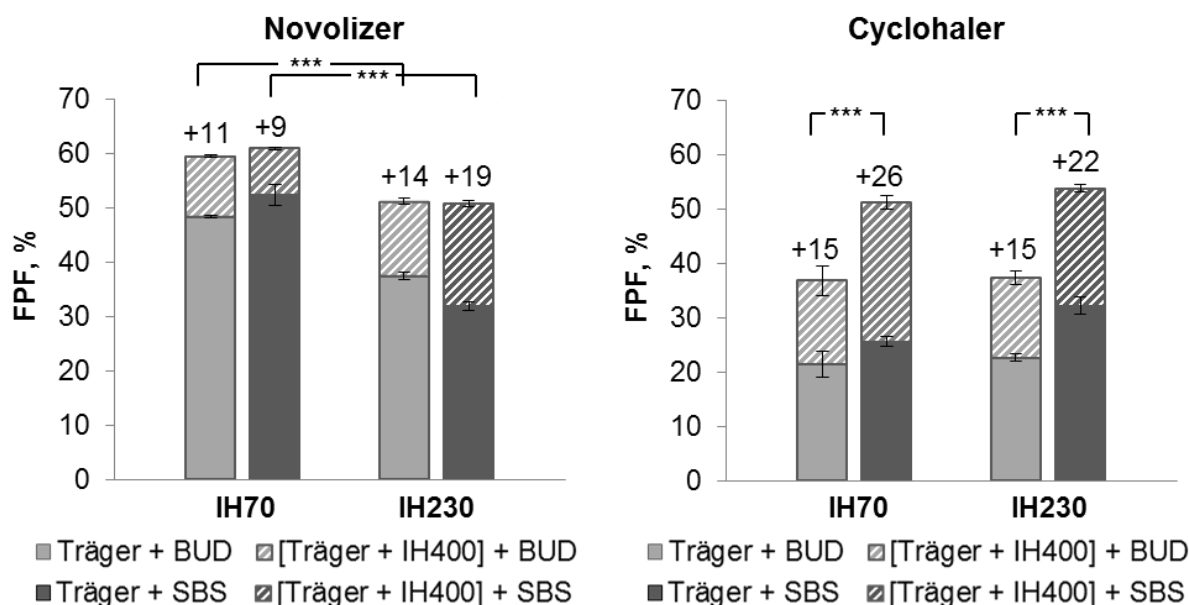 Novolizer
***
***
FPF, %
70
60
50
40
30
20
10
0
+11
+9
+14
+19
IH70
IH230
Träger + BUD
[Träger + IH400] + BUD
Träger + SBS
[Träger + IH400] + SBS
Cyclohaler
***
***
FPF, %
70
60
50
40
30
20
10
0
+15
+26
+15
+22
IH70
IH230
Träger + BUD
[Träger + IH400] + BUD
Träger + SBS
[Träger + IH400] + SBS